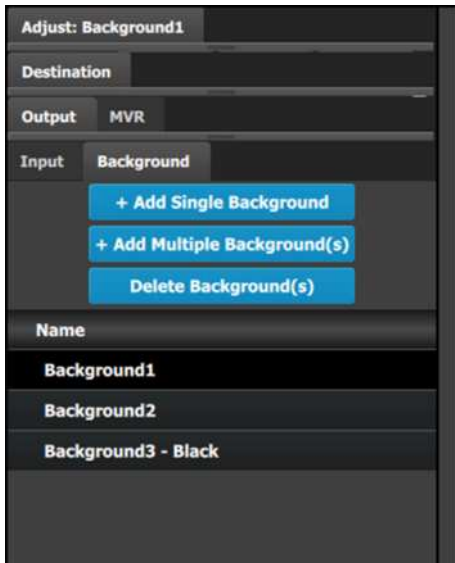 Adjust: Background1
Destination
Output MVR
Input Background
+ Add Single Background
+ Add Multiple Background(s)
Delete Background(s)
Name
Background1
Background2
Background3 - Black